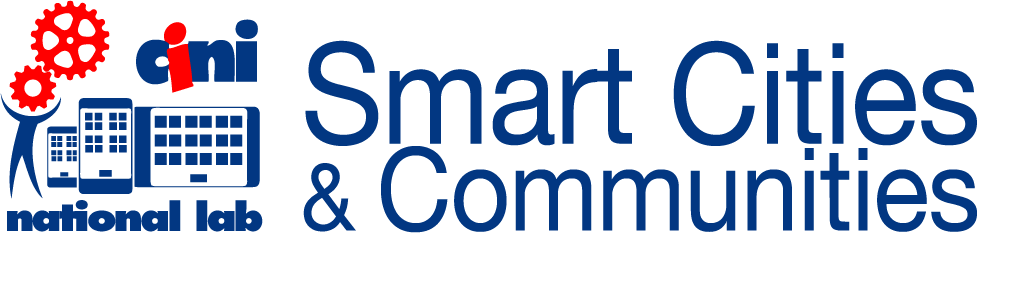 cini
national lab
Smart Cities
& Communities